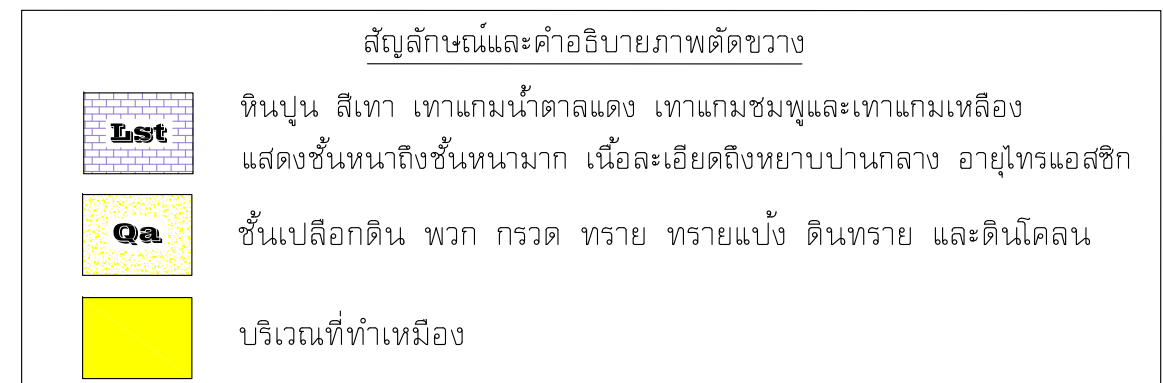 สัญลักษณ์และคำอธิบายภาพตัดขวาง
Lst
หินปูน สีเทา เทาแกมน้ำตาลแดง เทาแกมชมพูและเทาแกมเหลือง
แสดงชั้นหนาถึงชั้นหนามาก เนื้อละเอียดถึงหยาบปานกลาง อายุไทรแอสซิก
Qa
ชั้นเปลือกดิน พวก กรวด ทราย ทรายแป้ง ดินทราย และดินโคลน
บริเวณที่ทำเหมือง